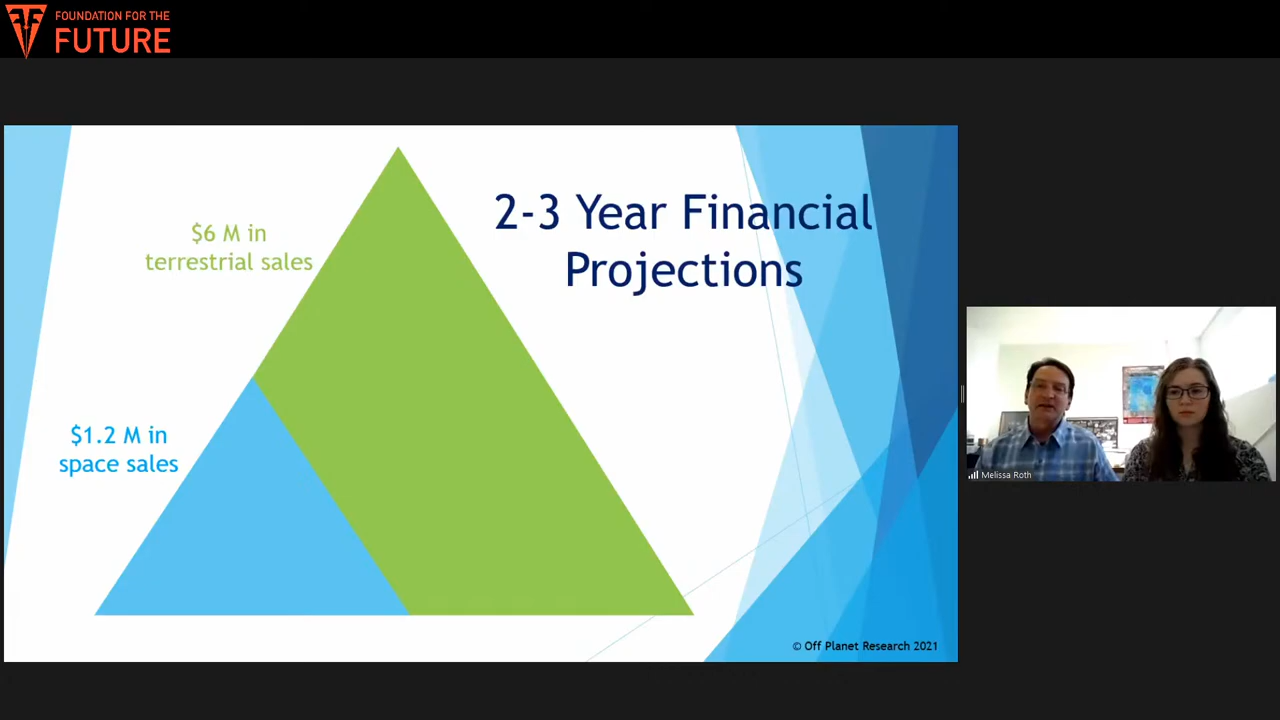 FOUNDATION FOR THE
FUTURE
2-3 Year Financial
Projections
$6 M in
terrestrial sales
$1.2 M in
space sales
Melissa Roth
© Off Planet Research 2021